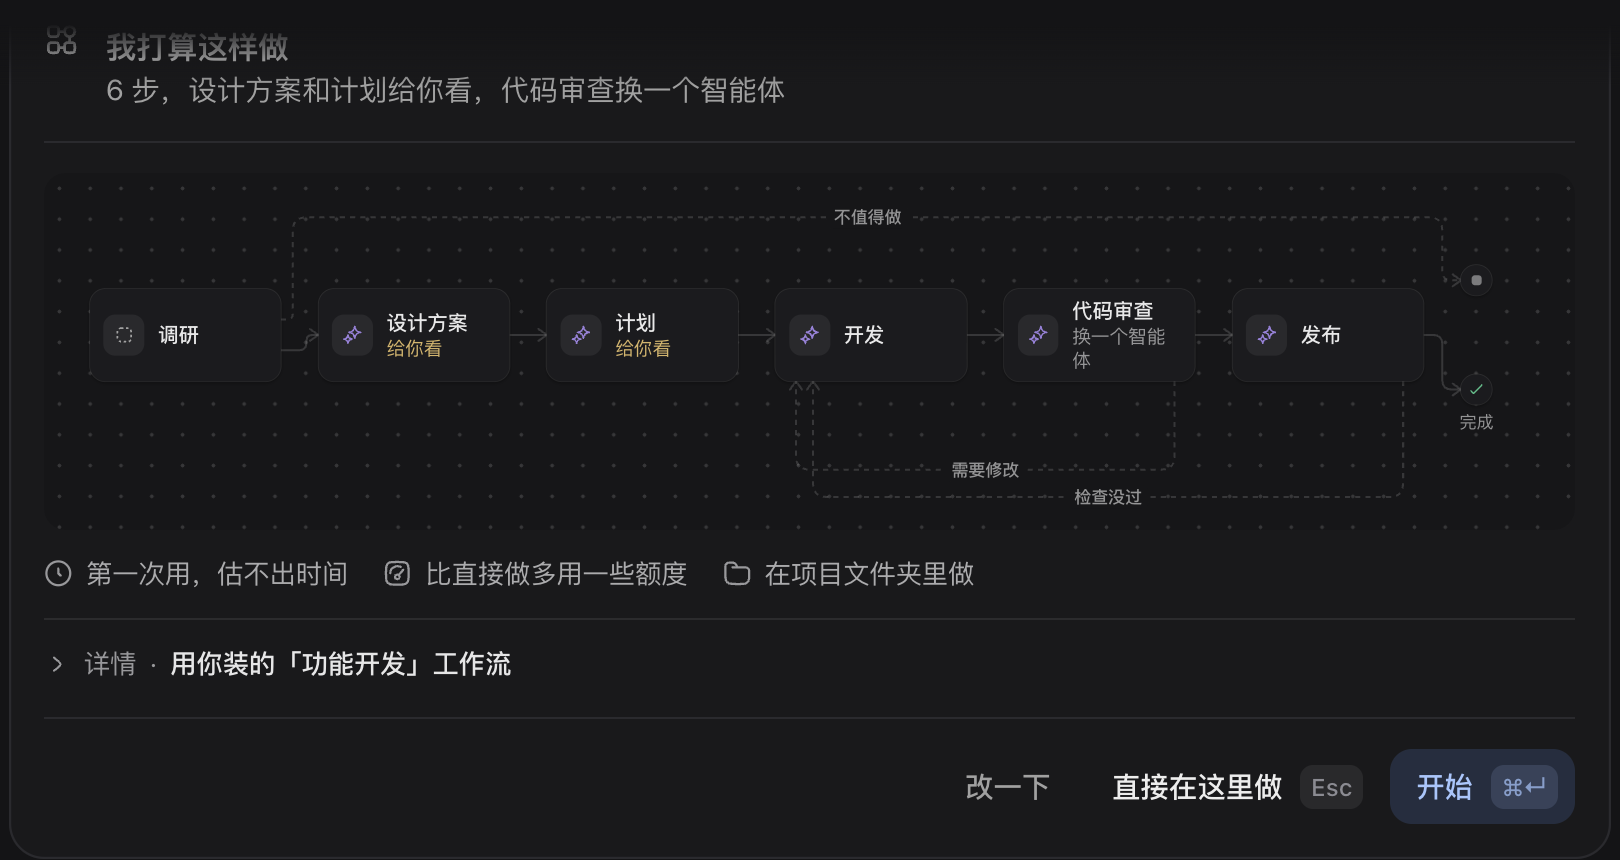 我打算这样做
6 步，设计方案和计划给你看，代码审查换一个智能体
不值得做
调研
设计方案
给你看
计划
给你看
开发
代码审查
换一个智能
体
发布
完成
需要修改
检查没过
第一次用，估不出时间
比直接做多用一些额度
在项目文件夹里做
详情 · 用你装的「功能开发」工作流
改一下
直接在这里做 Esc
开始 ⌘↵